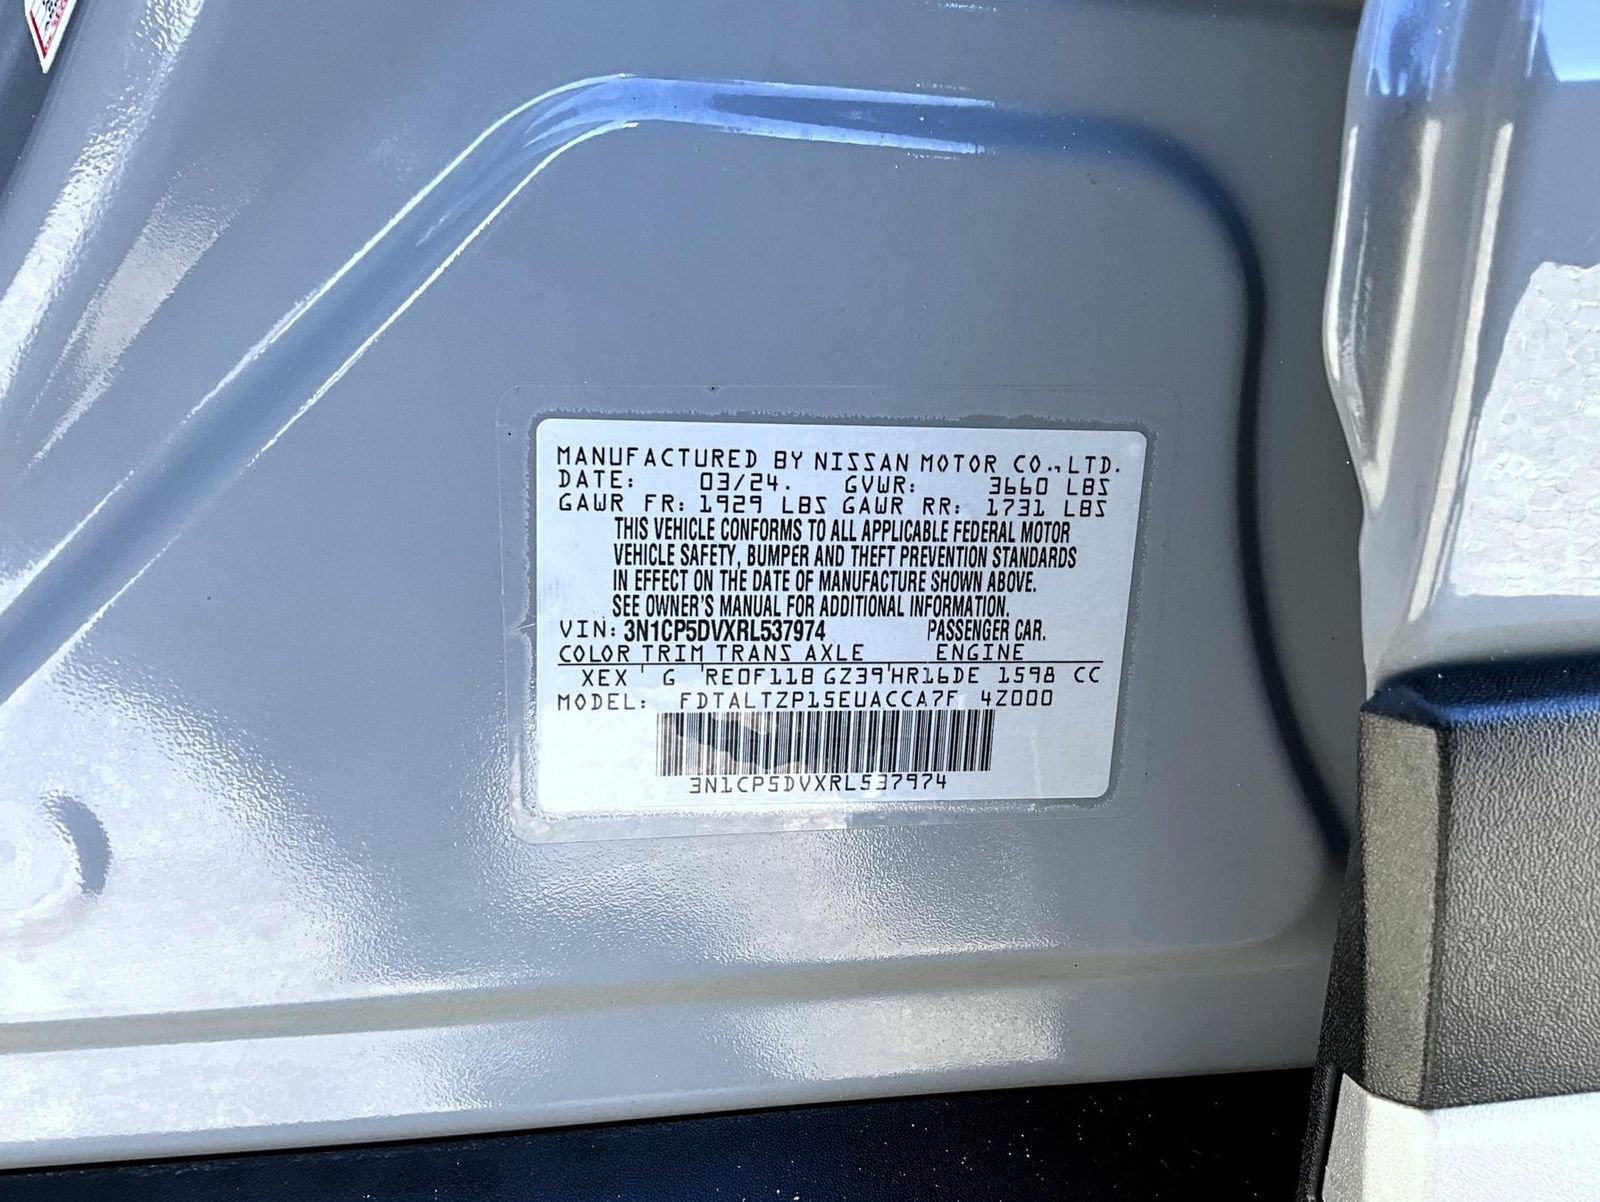 MANUFACTURED BY NISSAN MOTOR CO., LTD.
DATE: 03/24. GVWR: 3660 LBS
GAWR FR: 1929 LBS GAWR RR: 1731 LBS
THIS VEHICLE CONFORMS TO ALL APPLICABLE FEDERAL MOTOR
VEHICLE SAFETY, BUMPER AND THEFT PREVENTION STANDARDS
IN EFFECT ON THE DATE OF MANUFACTURE SHOWN ABOVE.
SEE OWNER'S MANUAL FOR ADDITIONAL INFORMATION.
VIN: 3N1CP5DVXRL537974 PASSENGER CAR.
COLOR TRIM TRANS AXLE ENGINE
XEX G RE0F11B GZ39 HR16DE 1598 CC
MODEL: FDTALTZP15EUACCA7F 4Z000
3N1CP5DVXRL537974